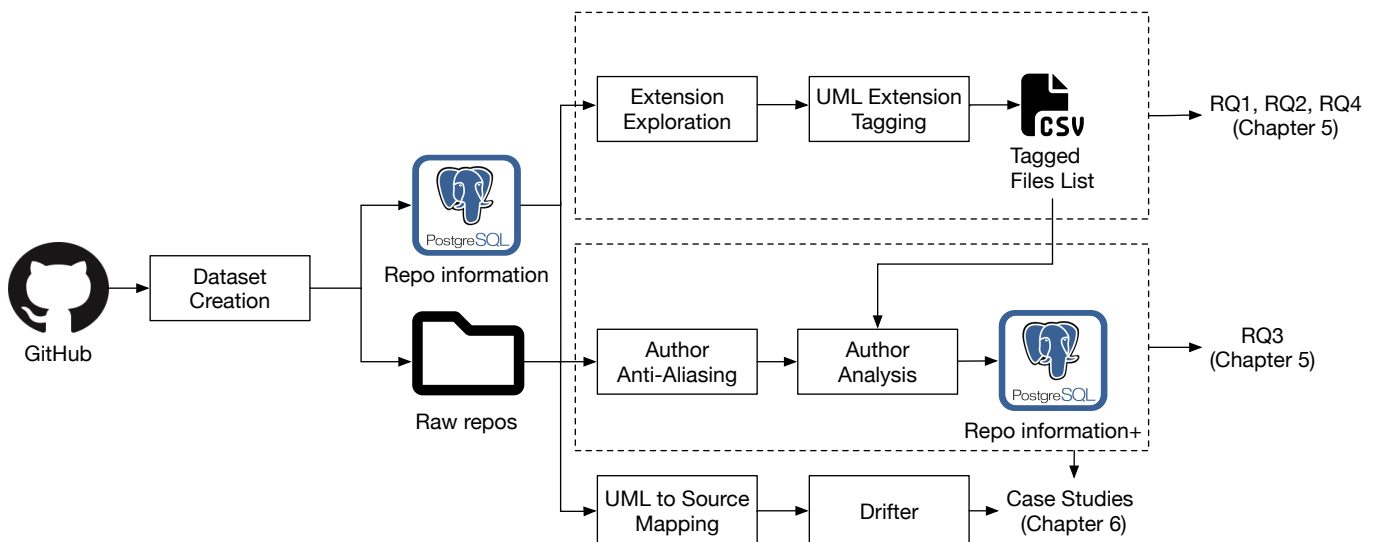 Extension
Exploration
UML Extension
Tagging
CSV
Tagged
Files List
RQ1, RQ2, RQ4
(Chapter 5)
PostgreSQL
Repo information
GitHub
Dataset
Creation
Raw repos
Author
Anti-Aliasing
Author
Analysis
PostgreSQL
Repo information+
RQ3
(Chapter 5)
UML to Source
Mapping
Drifter
Case Studies
(Chapter 6)